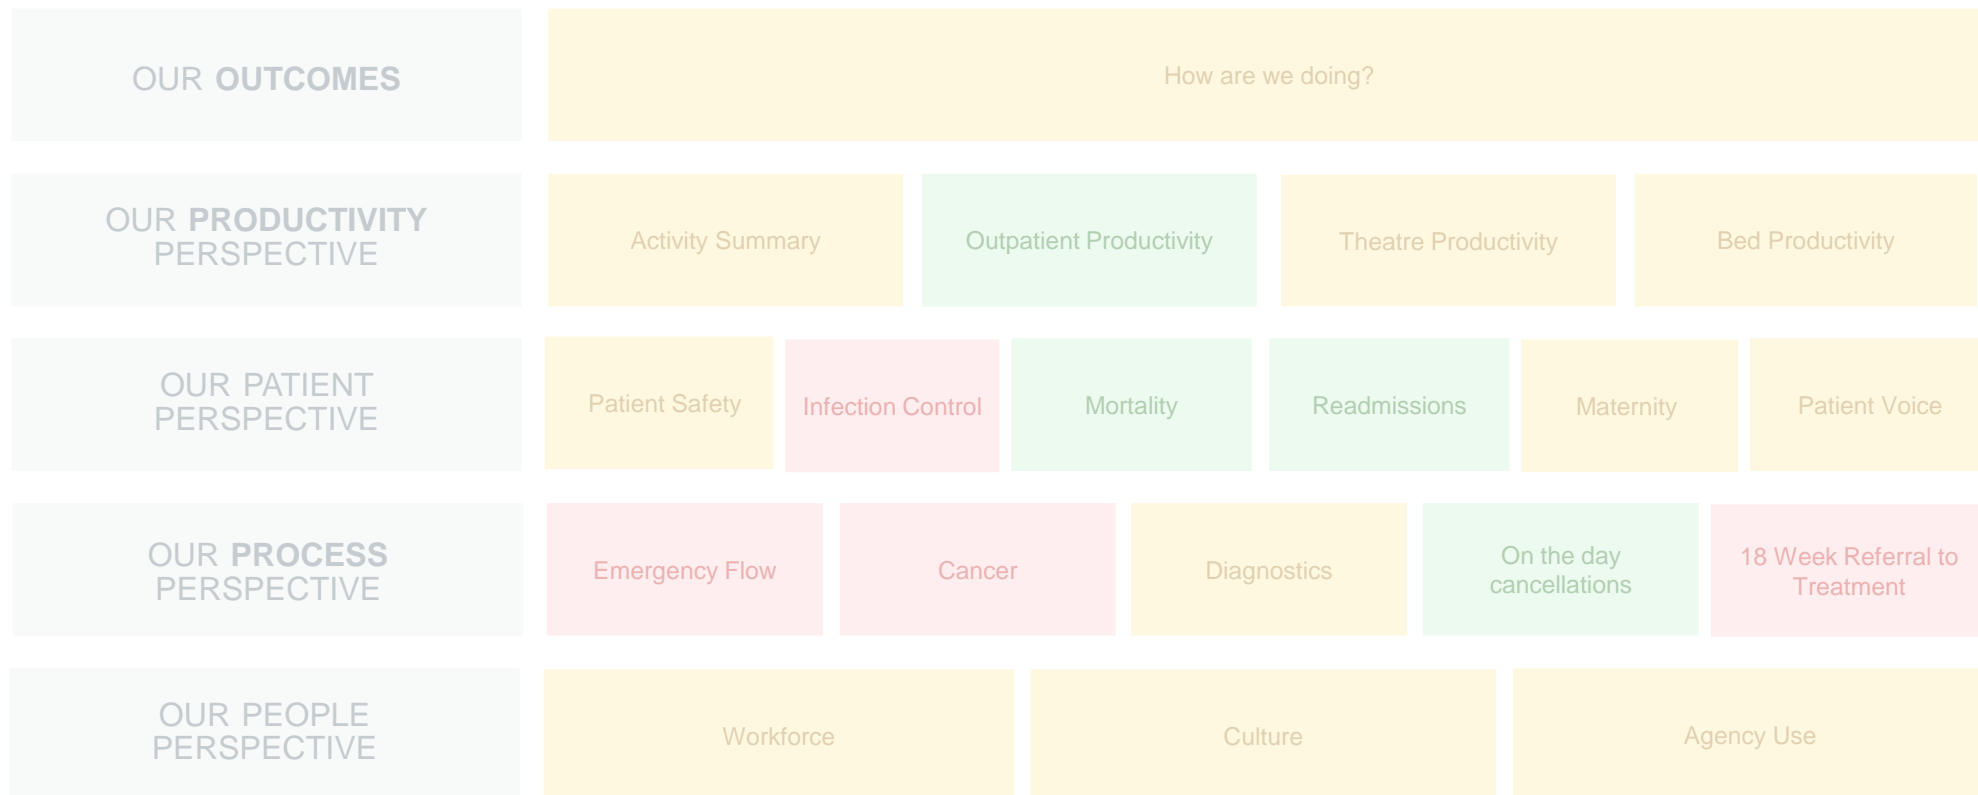 OUR OUTCOMES
How are we doing?
OUR PRODUCTIVITY
PERSPECTIVE
Activity Summary
Outpatient Productivity
Theatre Productivity
Bed Productivity
OUR PATIENT
PERSPECTIVE
Patient Safety
Infection Control
Mortality
Readmissions
Maternity
Patient Voice
OUR PROCESS
PERSPECTIVE
Emergency Flow
Cancer
Diagnostics
On the day
cancellations
18 Week Referral to
Treatment
OUR PEOPLE
PERSPECTIVE
Workforce
Culture
Agency Use